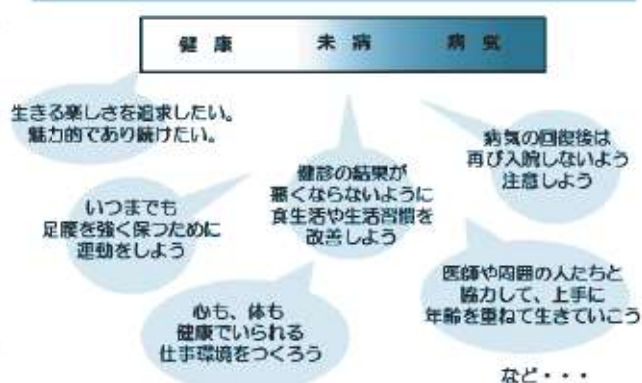 健康 未病 病気
生きる楽しさを追求したい。
魅力的であり続けたい。
病気の回復後は
再び入院しないよう
注意しよう
健診の結果が
悪くならないように
食生活や生活習慣を
改善しよう
いつまでも
足腰を強く保つために
運動をしよう
医師や周囲の人たちと
協力して、上手に
年齢を重ねて生きていこう
心も、体も
健康でいられる
仕事環境をつくろう
など・・・